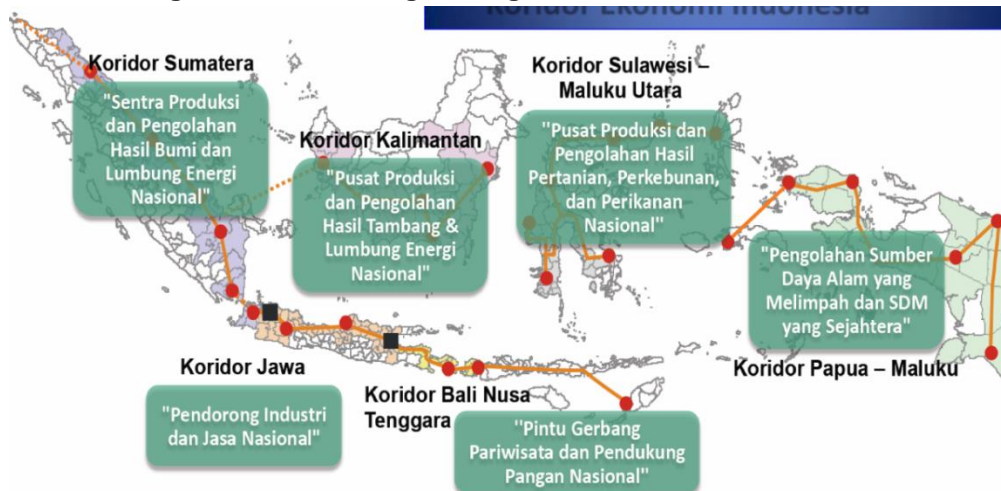 Koridor Ekonomi Indonesia
Koridor Sumatera
"Sentra Produksi
dan Pengolahan
Hasil Bumi dan
Lumbung Energi
Nasional"
Koridor Kalimantan
"Pusat Produksi
dan Pengolahan
Hasil Tambang &
Lumbung Energi
Nasional"
Koridor Sulawesi –
Maluku Utara
"Pusat Produksi dan
Pengolahan Hasil
Pertanian, Perkebunan,
dan Perikanan
Nasional"
"Pengolahan Sumber
Daya Alam yang
Melimpah dan SDM
yang Sejahtera"
Koridor Papua – Maluku
Koridor Jawa
"Pendorong Industri
dan Jasa Nasional"
Koridor Bali Nusa
Tenggara
''Pintu Gerbang
Pariwisata dan Pendukung
Pangan Nasional"